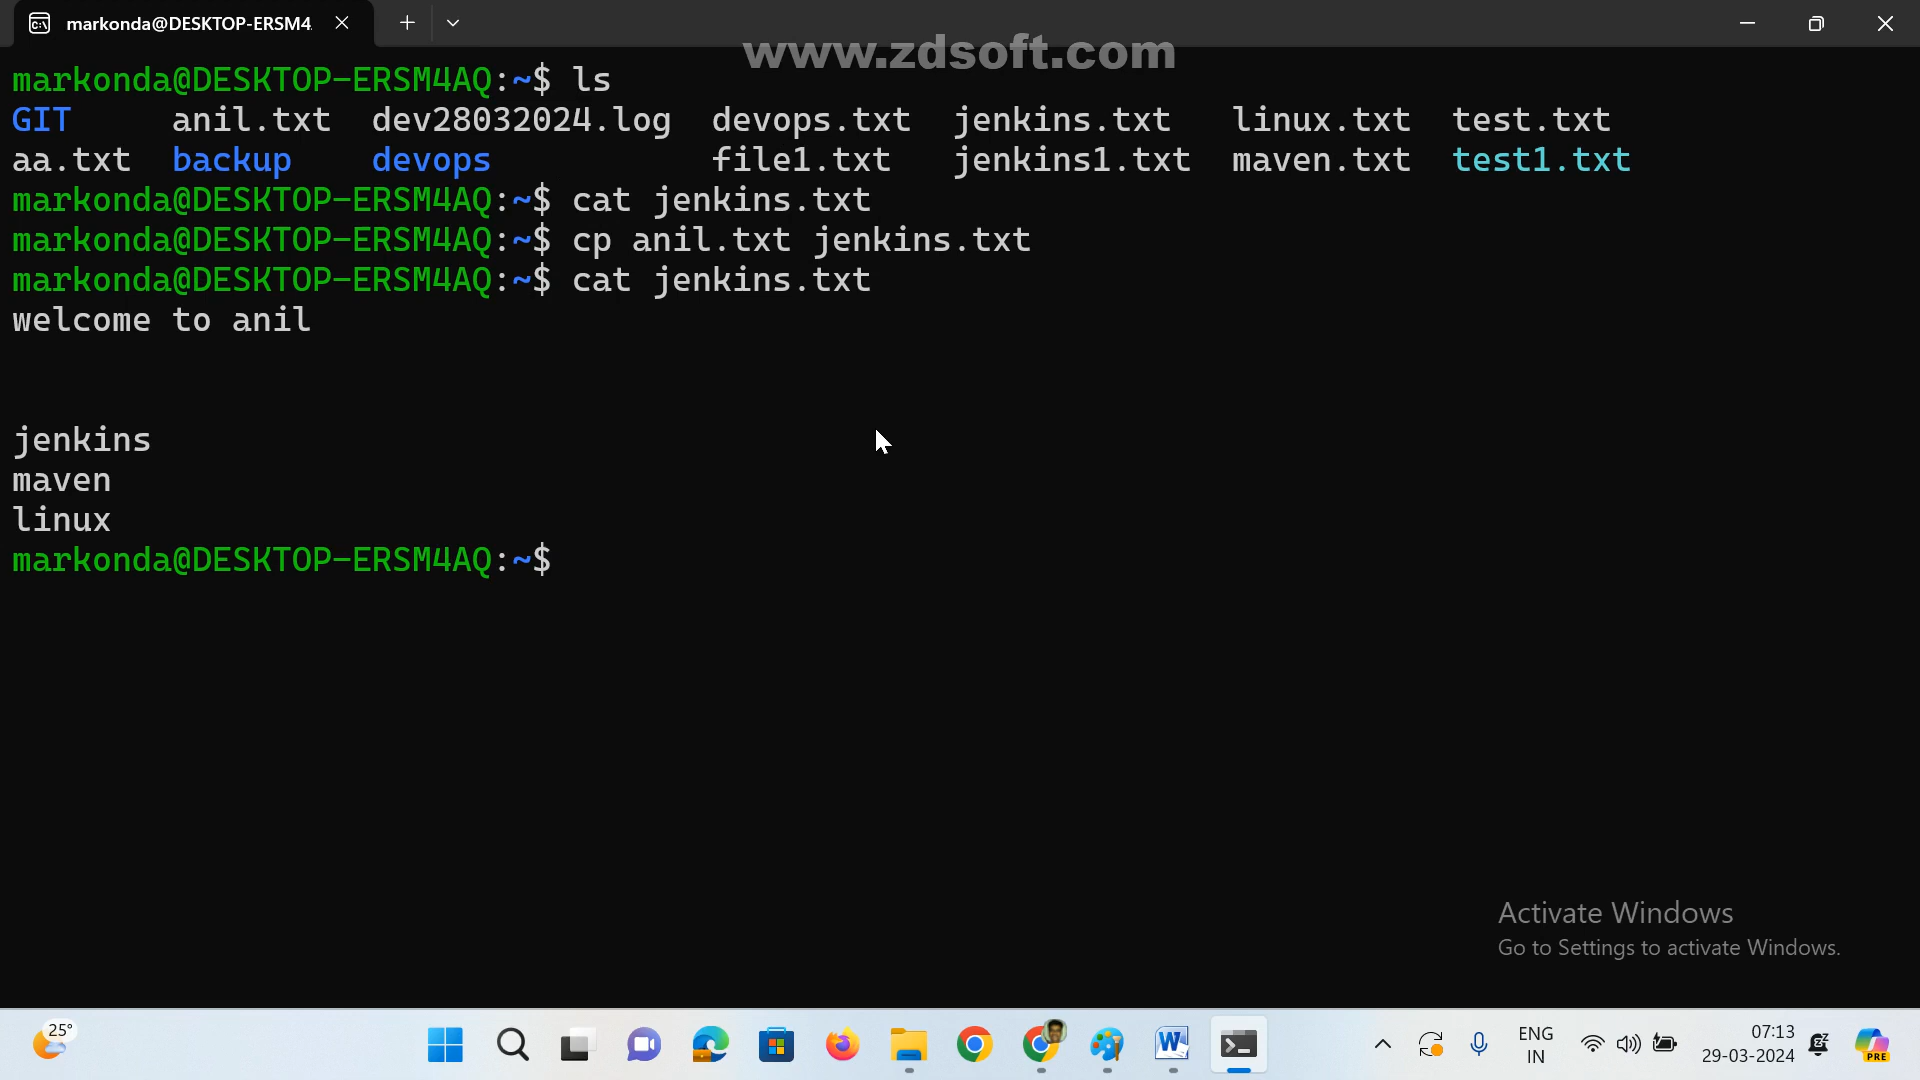 markonda@DESKTOP-ERSM4
www.zdsoft.com
markonda@DESKTOP-ERSM4AQ:~$ ls
GIT anil.txt dev28032024.log devops.txt jenkins.txt linux.txt test.txt
aa.txt backup devops file1.txt jenkins1.txt maven.txt test1.txt
markonda@DESKTOP-ERSM4AQ:~$ cat jenkins.txt
markonda@DESKTOP-ERSM4AQ:~$ cp anil.txt jenkins.txt
markonda@DESKTOP-ERSM4AQ:~$ cat jenkins.txt
welcome to anil
jenkins
maven
linux
markonda@DESKTOP-ERSM4AQ:~$
Activate Windows
Go to Settings to activate Windows.
25°
ENG
IN
07:13
29-03-2024
PRE